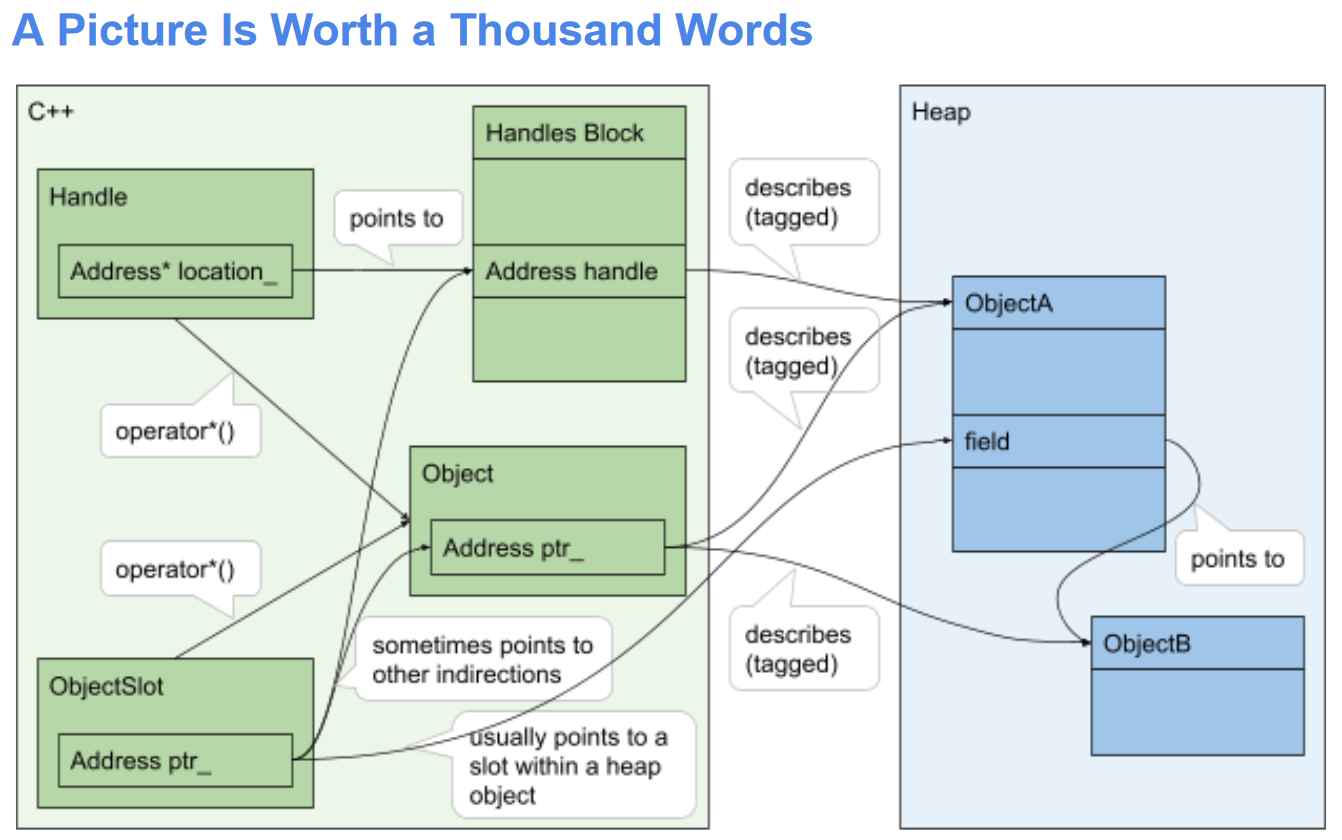 A Picture Is Worth a Thousand Words
C++
Handles Block
Handle
Address* location_
points to
Address handle
operator*()
Object
Address ptr_
operator*()
ObjectSlot
Address ptr_
sometimes points to
other indirections
usually points to a
slot within a heap
object
describes
(tagged)
describes
(tagged)
describes
(tagged)
Heap
ObjectA
field
points to
ObjectB